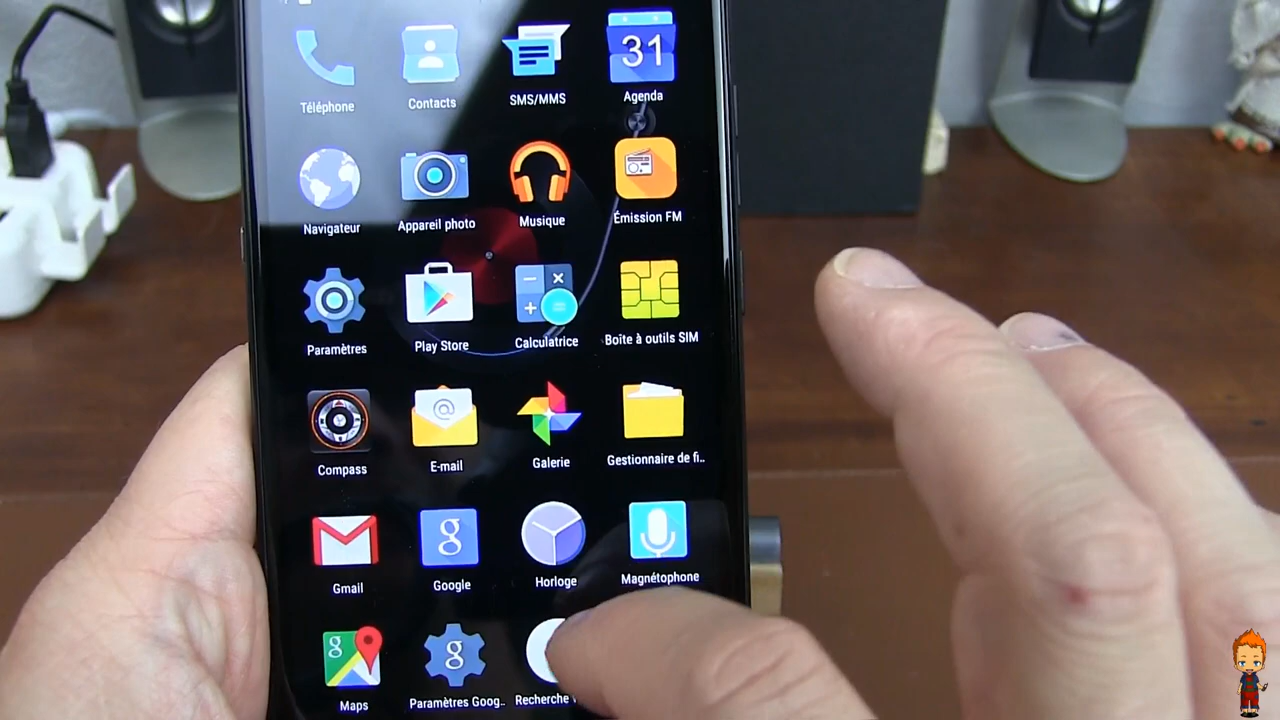 Téléphone
Contacts
SMS/MMS
31
Agenda
Navigateur
Appareil photo
Musique
Émission FM
Paramètres
Play Store
Calculatrice
Boîte à outils SIM
Compass
E-mail
Galerie
Gestionnaire de fi..
Gmail
Google
Horloge
Magnétophone
Maps
Paramètres Goog..
Recherche